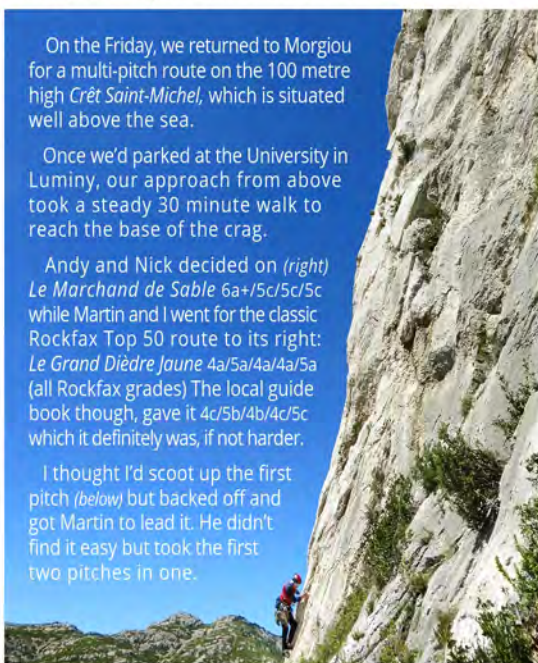 On the Friday, we returned to Morgiou
for a multi-pitch route on the 100 metre
high Crêt Saint-Michel, which is situated
well above the sea.
Once we'd parked at the University in
Luminy, our approach from above
took a steady 30 minute walk to
reach the base of the crag.
Andy and Nick decided on (right)
Le Marchand de Sable 6a+/5c/5c/5c
while Martin and I went for the classic
Rockfax Top 50 route to its right:
Le Grand Dièdre Jaune 4a/5a/4a/4a/5a
(all Rockfax grades) The local guide
book though, gave it 4c/5b/4b/4c/5c
which it definitely was, if not harder.
I thought I'd scoot up the first
pitch (below) but backed off and
got Martin to lead it. He didn't
find it easy but took the first
two pitches in one.